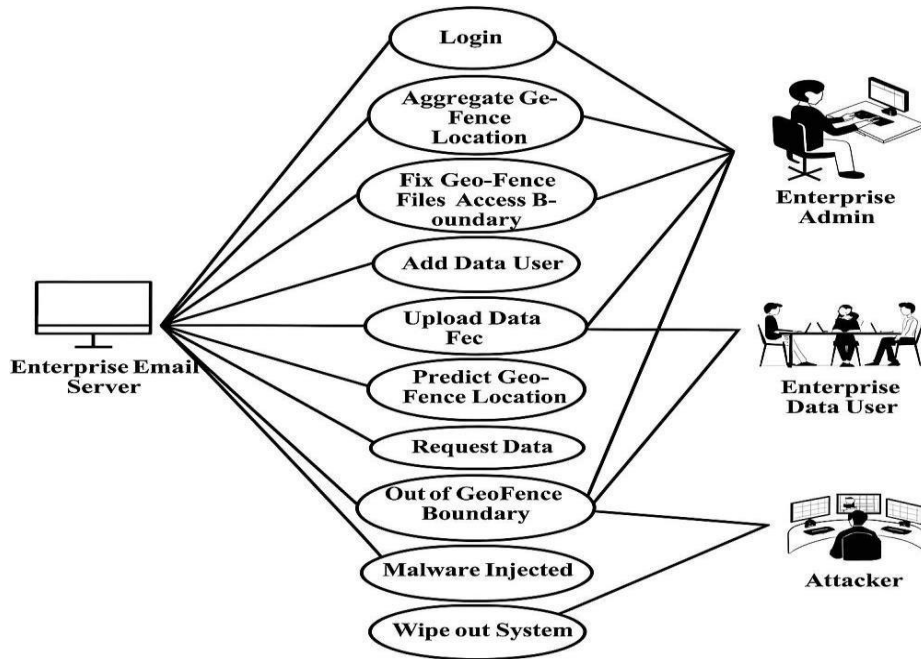 Login
Aggregate Ge-
Fence
Location
Fix Geo-Fence
Files Access B-
oundary
Add Data User
Upload Data
Fec
Predict Geo-
Fence Location
Request Data
Out of GeoFence
Boundary
Malware Injected
Wipe out System
Enterprise Email
Server
Enterprise
Admin
Enterprise
Data User
Attacker